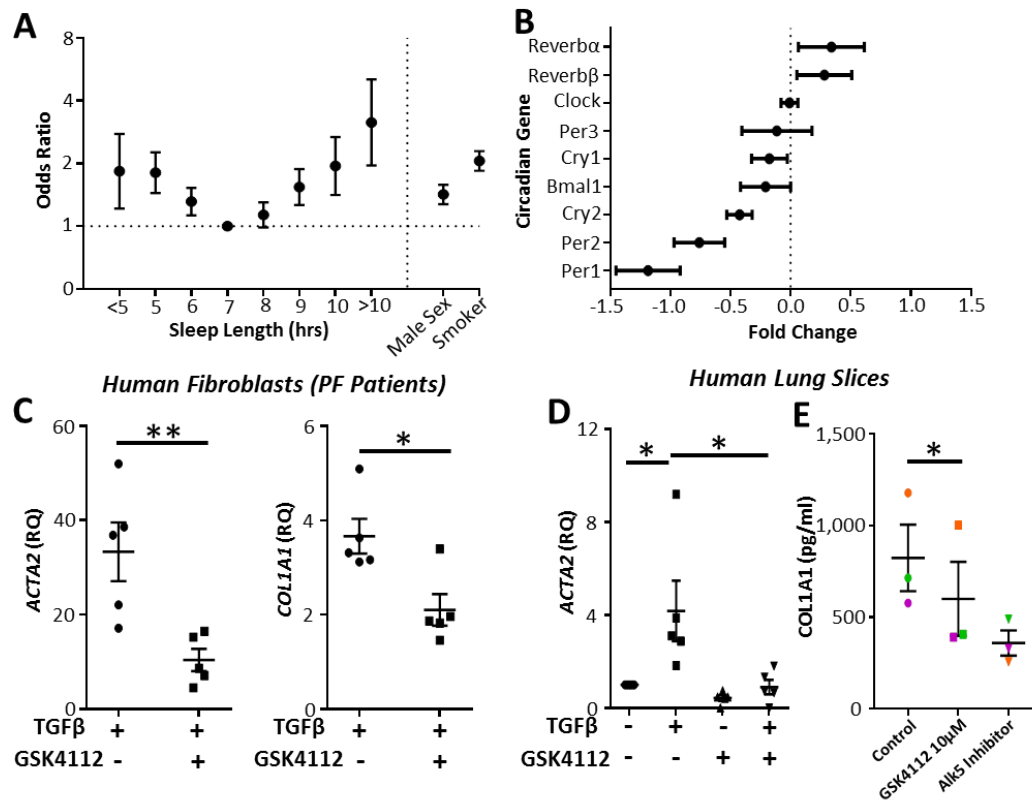 A
8
4
2
1
0
Odds Ratio
<5 5 6 7 8 9 10 >10
Male Sex
Smoker
Sleep Length (hrs)
B
Circadian Gene
Reverbα
Reverbβ
Clock
Per3
Cry1
Bmal1
Cry2
Per2
Per1
-1.5 -1.0 -0.5 0.0 0.5 1.0 1.5
Fold Change
Human Fibroblasts (PF Patients)
C
60
40
20
0
ACTA2 (RQ)
**
TGFβ + +
GSK4112 - +
6
4
2
0
COL1A1 (RQ)
*
TGFβ + +
GSK4112 - +
Human Lung Slices
D
12
8
4
0
ACTA2 (RQ)
* *
TGFβ - + - +
GSK4112 - - + +
E
1,500
1,000
500
0
COL1A1 (pg/ml)
*
Control
GSK4112 10μM
Alk5 Inhibitor